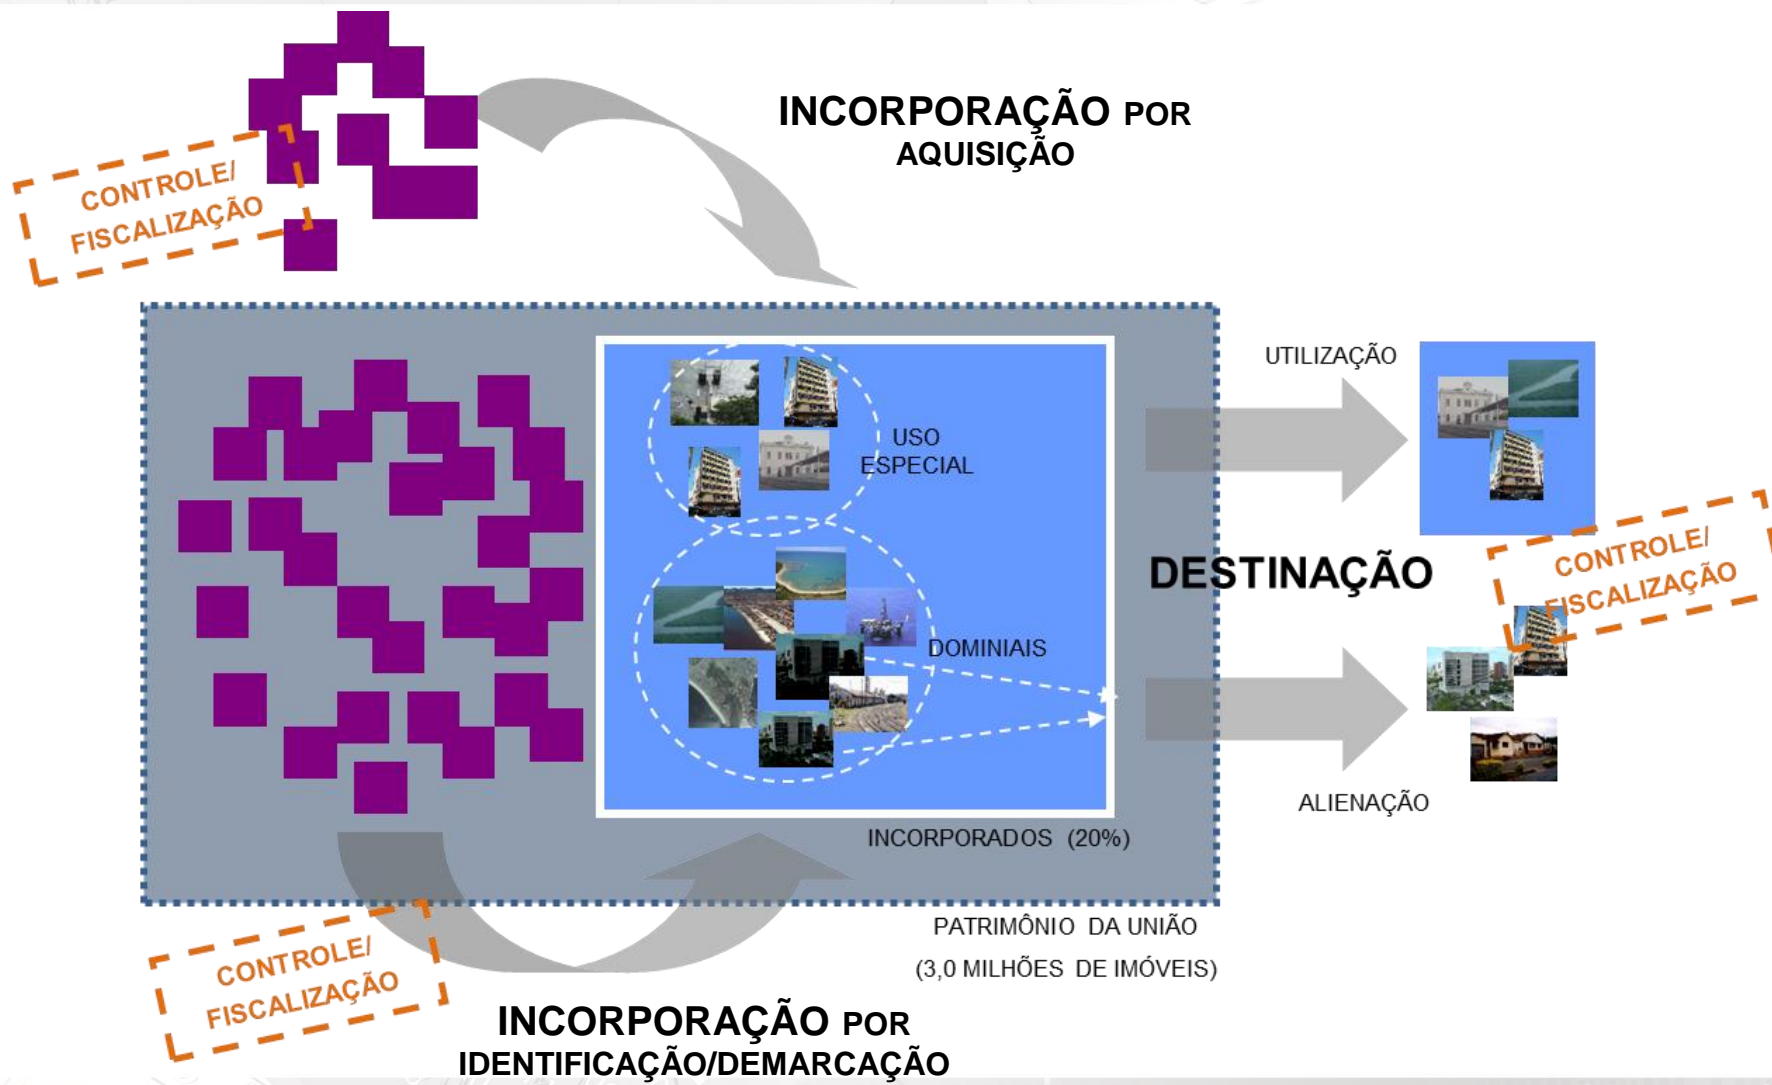 INCORPORAÇÃO POR
AQUISIÇÃO
CONTROLE/
FISCALIZAÇÃO
UTILIZAÇÃO
USO
ESPECIAL
DESTINAÇÃO
CONTROLE/
FISCALIZAÇÃO
DOMINIAIS
ALIENAÇÃO
INCORPORADOS (20%)
PATRIMÔNIO DA UNIÃO
(3,0 MILHÕES DE IMÓVEIS)
CONTROLE/
FISCALIZAÇÃO
INCORPORAÇÃO POR
IDENTIFICAÇÃO/DEMARCAÇÃO